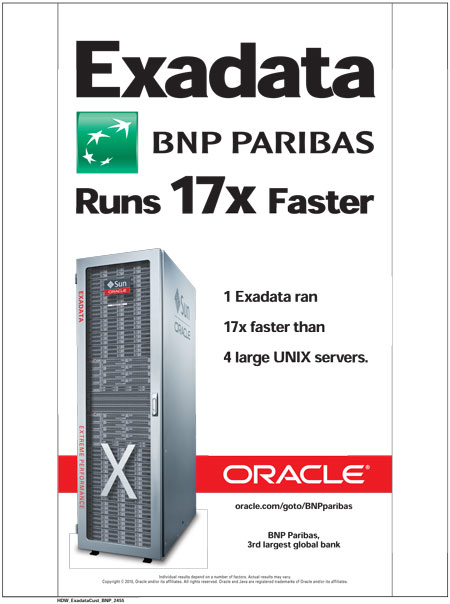 Exadata
BNP PARIBAS
Runs 17x Faster
Sun
ORACLE
Sun
ORACLE
EXADATA
1 Exadata ran
17x faster than
4 large UNIX servers.
EXTREME PERFORMANCE
X
ORACLE®
oracle.com/goto/BNPparibas
BNP Paribas,
3rd largest global bank
Individual results depend on a number of factors. Actual results may vary.
Copyright © 2010, Oracle and/or its affiliates. All rights reserved. Oracle and Java are registered trademarks of Oracle and/or its affiliates.
HOW_ExadataCust_BNP_2455